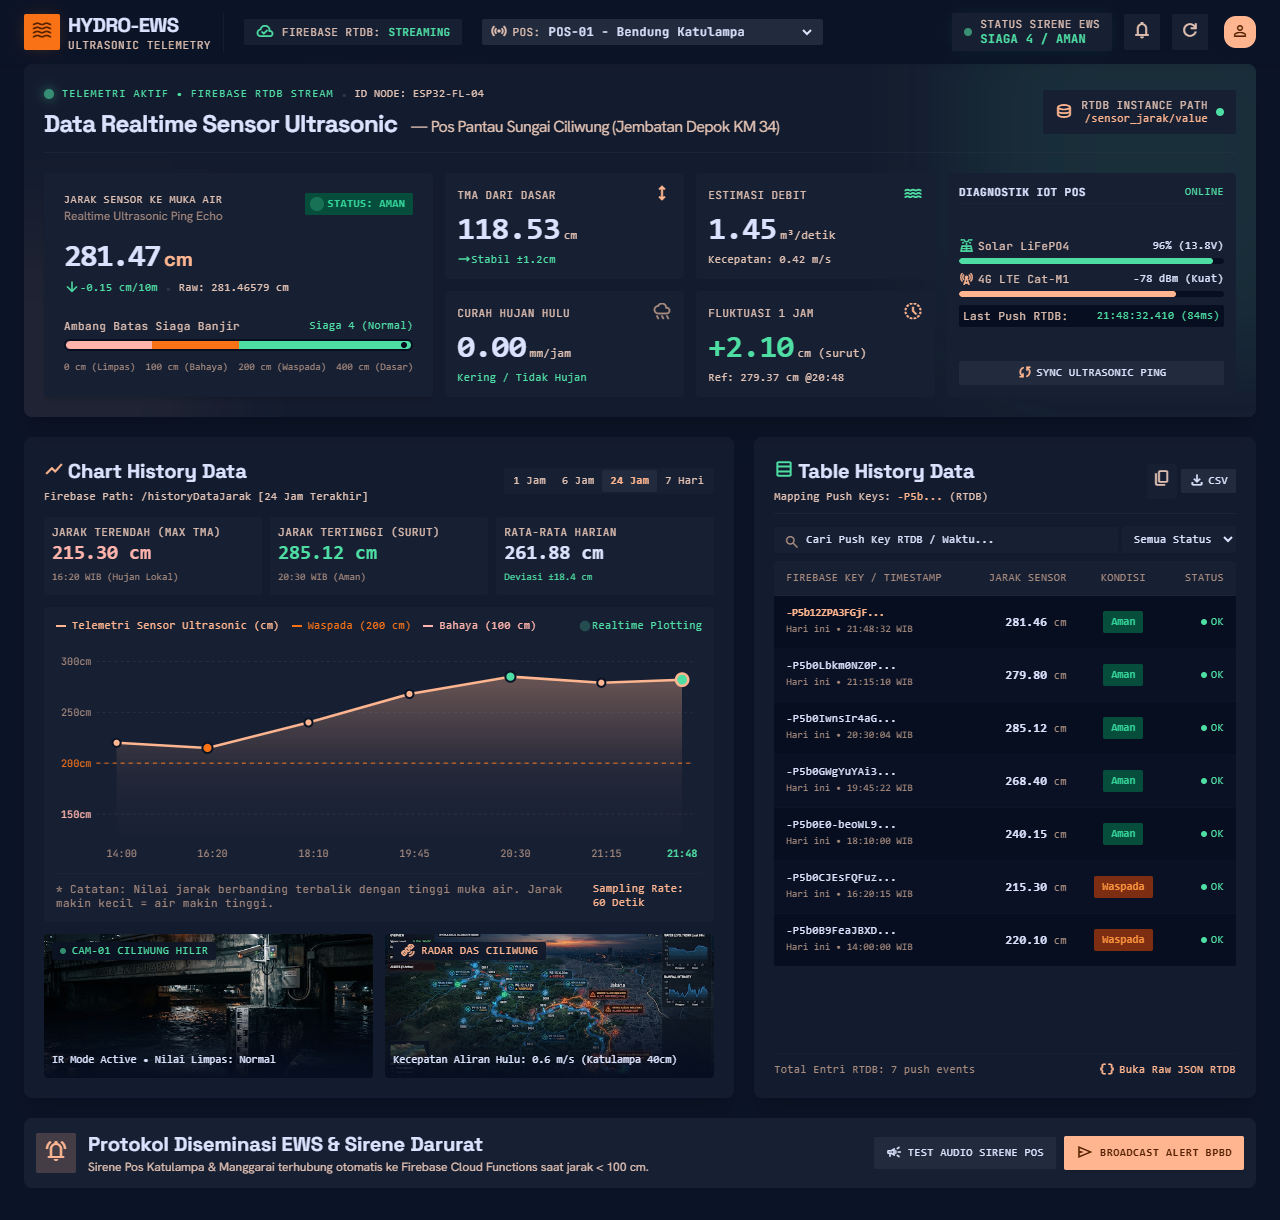 HYDRO-EWS
ULTRASONIC TELEMETRY
FIREBASE RTDB: STREAMING
POS: POS-01 - Bendung Katulampa
STATUS SIRENE EWS
SIAGA 4 / AMAN
TELEMETRI AKTIF • FIREBASE RTDB STREAM • ID NODE: ESP32-FL-04
Data Realtime Sensor Ultrasonic — Pos Pantau Sungai Ciliwung (Jembatan Depok KM 34)
RTDB INSTANCE PATH
/sensor_jarak/value
JARAK SENSOR KE MUKA AIR
Realtime Ultrasonic Ping Echo
STATUS: AMAN
281.47 cm
-0.15 cm/10m • Raw: 281.46579 cm
Ambang Batas Siaga Banjir
Siaga 4 (Normal)
0 cm (Limpas) 100 cm (Bahaya) 200 cm (Waspada) 400 cm (Dasar)
TMA DARI DASAR
118.53 cm
Stabil ±1.2cm
ESTIMASI DEBIT
1.45 m³/detik
Kecepatan: 0.42 m/s
CURAH HUJAN HULU
0.00 mm/jam
Kering / Tidak Hujan
FLUKTUASI 1 JAM
+2.10 cm (surut)
Ref: 279.37 cm @20:48
DIAGNOSTIK IOT POS
ONLINE
Solar LiFePO4
96% (13.8V)
4G LTE Cat-M1
-78 dBm (Kuat)
Last Push RTDB:
21:48:32.410 (84ms)
SYNC ULTRASONIC PING
Chart History Data
Firebase Path: /historyDataJarak [24 Jam Terakhir]
1 Jam 6 Jam 24 Jam 7 Hari
JARAK TERENDAH (MAX TMA)
215.30 cm
16:20 WIB (Hujan Lokal)
JARAK TERTINGGI (SURUT)
285.12 cm
20:30 WIB (Aman)
RATA-RATA HARIAN
261.88 cm
Deviasi ±18.4 cm
Telemetri Sensor Ultrasonic (cm) Waspada (200 cm) Bahaya (100 cm) Realtime Plotting
300cm
250cm
200cm
150cm
14:00 16:20 18:10 19:45 20:30 21:15 21:48
* Catatan: Nilai jarak berbanding terbalik dengan tinggi muka air. Jarak
makin kecil = air makin tinggi.
Sampling Rate:
60 Detik
CAM-01 CILIWUNG HILIR
IR Mode Active • Nilai Limpas: Normal
RADAR DAS CILIWUNG
Jakarta
Kecepatan Aliran Hulu: 0.6 m/s (Katulampa 40cm)
Table History Data
Mapping Push Keys: -P5b... (RTDB)
CSV
Cari Push Key RTDB / Waktu...
Semua Status
FIREBASE KEY / TIMESTAMP JARAK SENSOR KONDISI STATUS
-P5b12ZPA3FGjF...
Hari ini • 21:48:32 WIB
281.46 cm Aman OK
-P5b0Lbkm0NZ0P...
Hari ini • 21:15:10 WIB
279.80 cm Aman OK
-P5b0IwnsIr4aG...
Hari ini • 20:30:04 WIB
285.12 cm Aman OK
-P5b0GWgYuYAi3...
Hari ini • 19:45:22 WIB
268.40 cm Aman OK
-P5b0E0-beoWL9...
Hari ini • 18:10:00 WIB
240.15 cm Aman OK
-P5b0CJEsFQFuz...
Hari ini • 16:20:15 WIB
215.30 cm Waspada OK
-P5b0B9FeaJBXD...
Hari ini • 14:00:00 WIB
220.10 cm Waspada OK
Total Entri RTDB: 7 push events
Buka Raw JSON RTDB
Protokol Diseminasi EWS & Sirene Darurat
Sirene Pos Katulampa & Manggarai terhubung otomatis ke Firebase Cloud Functions saat jarak < 100 cm.
TEST AUDIO SIRENE POS
BROADCAST ALERT BPBD